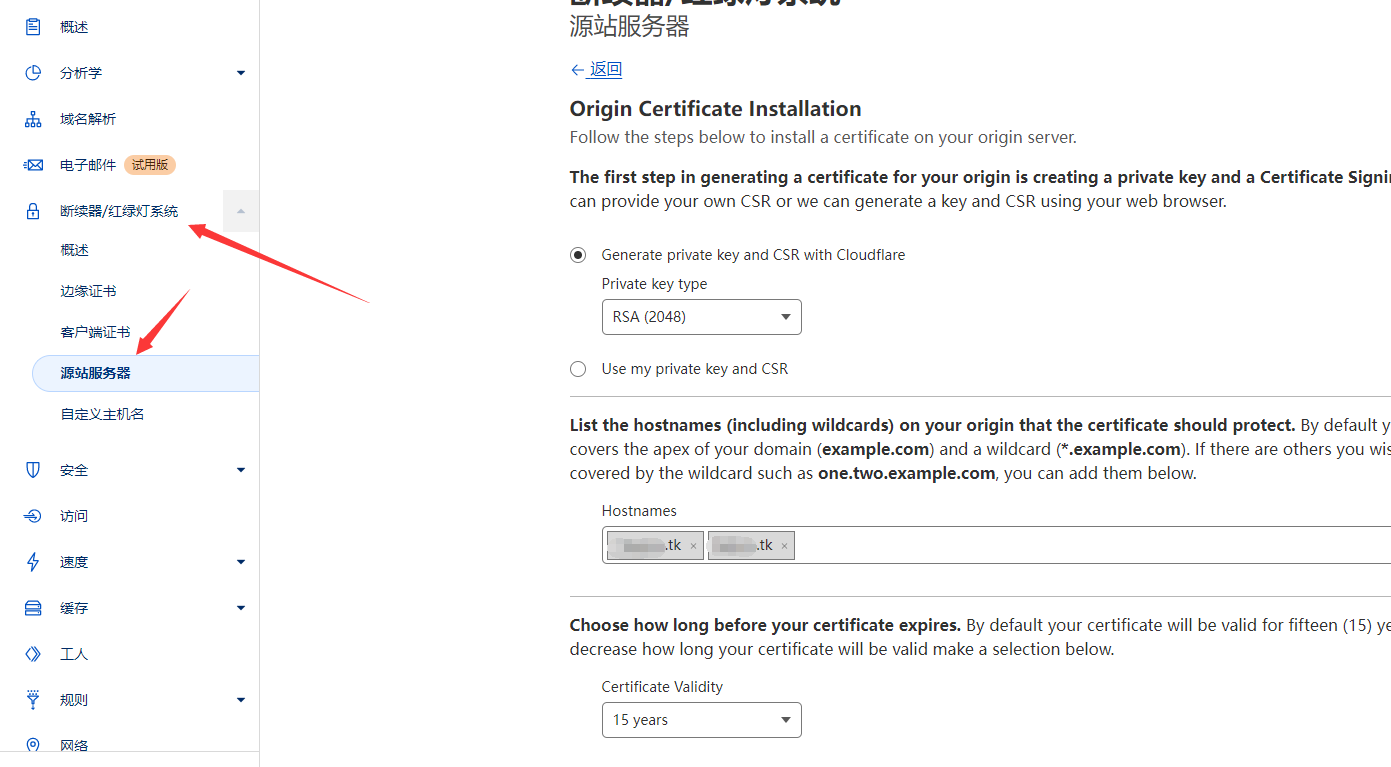 概述
分析学
域名解析
电子邮件 试用版
断续器/红绿灯系统
概述
边缘证书
客户端证书
源站服务器
自定义主机名
安全
访问
速度
缓存
工人
规则
网络
断续器/红绿灯系统
源站服务器
← 返回
Origin Certificate Installation
Follow the steps below to install a certificate on your origin server.
The first step in generating a certificate for your origin is creating a private key and a Certificate
can provide your own CSR or we can generate a key and CSR using your web browser.
Generate private key and CSR with Cloudflare
Private key type
RSA (2048)
Use my private key and CSR
List the hostnames (including wildcards) on your origin that the certificate should protect. By default
covers the apex of your domain (example.com) and a wildcard (*.example.com). If there are others you
covered by the wildcard such as one.two.example.com, you can add them below.
Hostnames
.tk × .tk ×
Choose how long before your certificate expires. By default your certificate will be valid for fifteen (15)
decrease how long your certificate will be valid make a selection below.
Certificate Validity
15 years